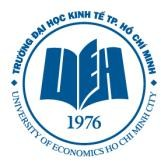 TRƯỜNG ĐẠI HỌC KINH TẾ TP. HỒ CHÍ MINH
UEH
1976
UNIVERSITY OF ECONOMICS HO CHI MINH CITY